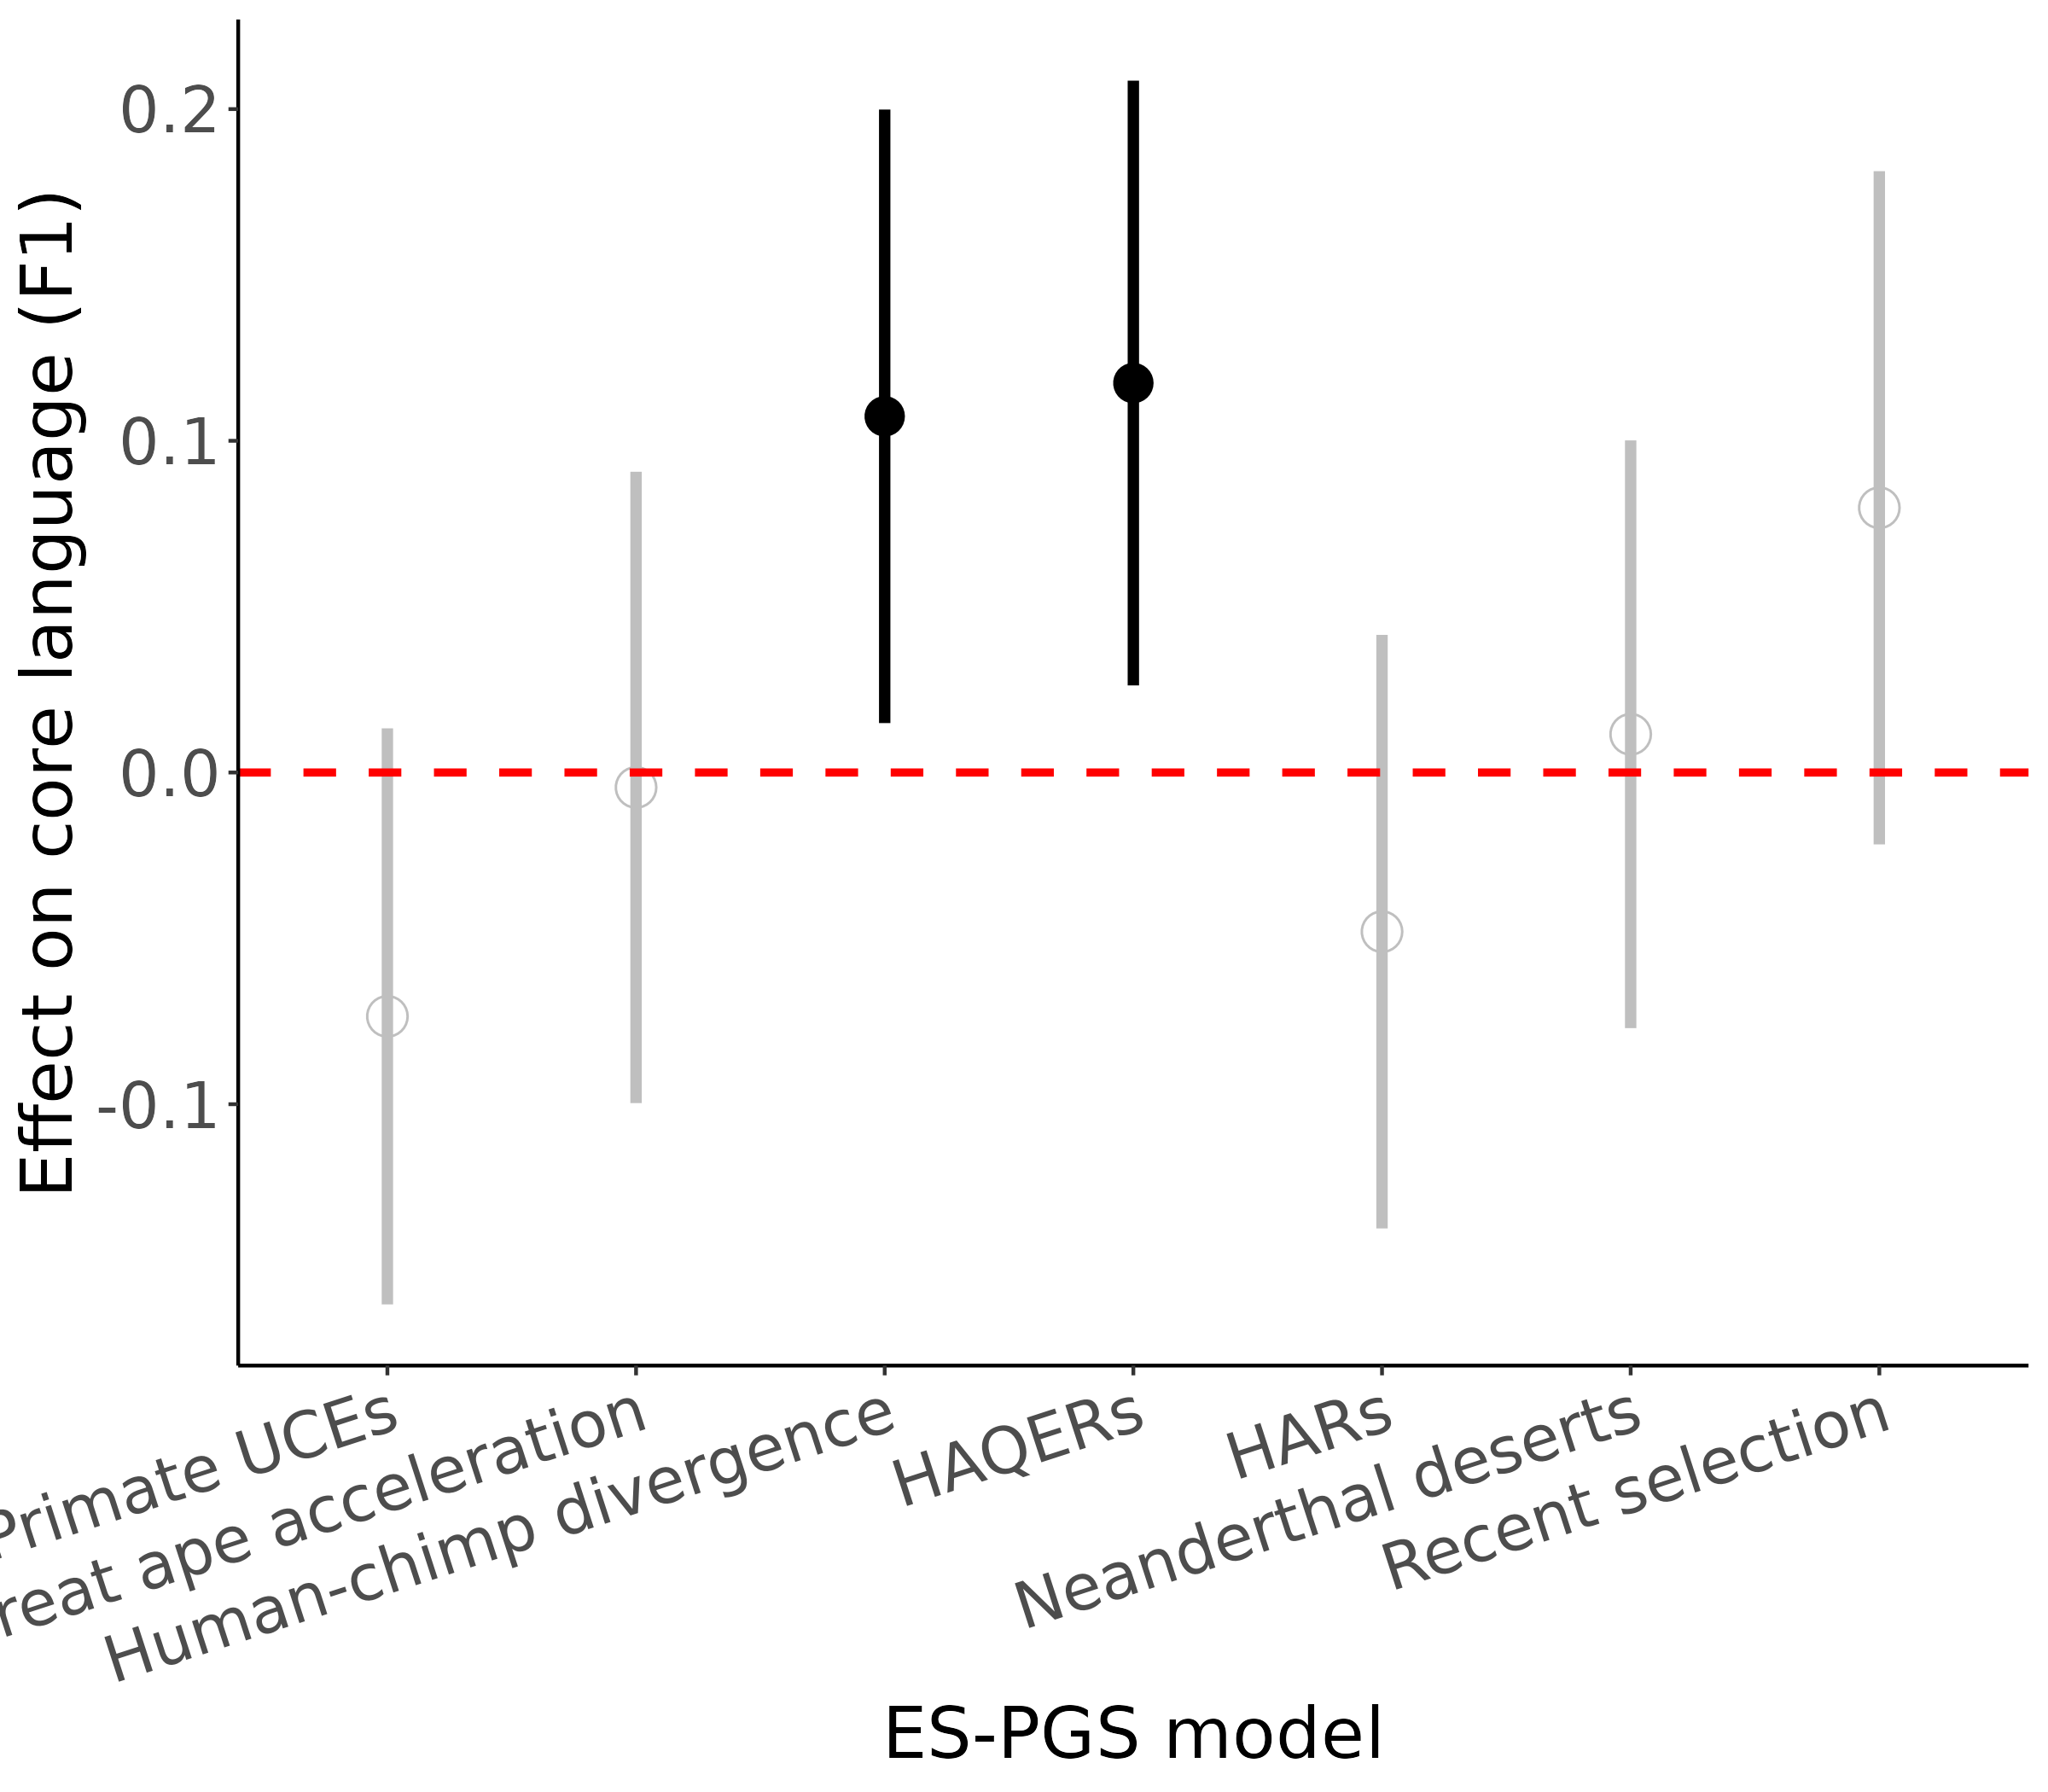 Effect on core language (F1)
0.2
0.1
0.0
-0.1
Primate UCEs
reat ape acceleration
Human-chimp divergence
HAQERs
HARs
Neanderthal deserts
Recent selection
ES-PGS model